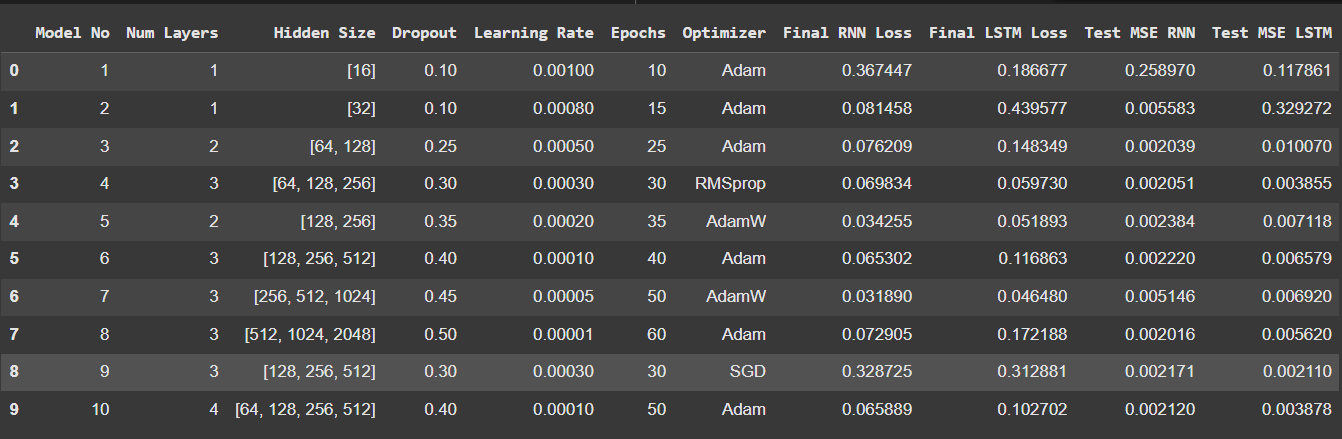 Model No Num Layers Hidden Size Dropout Learning Rate Epochs Optimizer Final RNN Loss Final LSTM Loss Test MSE RNN Test MSE LSTM
0 1 1 [16] 0.10 0.00100 10 Adam 0.367447 0.186677 0.258970 0.117861
1 2 1 [32] 0.10 0.00080 15 Adam 0.081458 0.439577 0.005583 0.329272
2 3 2 [64, 128] 0.25 0.00050 25 Adam 0.076209 0.148349 0.002039 0.010070
3 4 3 [64, 128, 256] 0.30 0.00030 30 RMSprop 0.069834 0.059730 0.002051 0.003855
4 5 2 [128, 256] 0.35 0.00020 35 AdamW 0.034255 0.051893 0.002384 0.007118
5 6 3 [128, 256, 512] 0.40 0.00010 40 Adam 0.065302 0.116863 0.002220 0.006579
6 7 3 [256, 512, 1024] 0.45 0.00005 50 AdamW 0.031890 0.046480 0.005146 0.006920
7 8 3 [512, 1024, 2048] 0.50 0.00001 60 Adam 0.072905 0.172188 0.002016 0.005620
8 9 3 [128, 256, 512] 0.30 0.00030 30 SGD 0.328725 0.312881 0.002171 0.002110
9 10 4 [64, 128, 256, 512] 0.40 0.00010 50 Adam 0.065889 0.102702 0.002120 0.003878